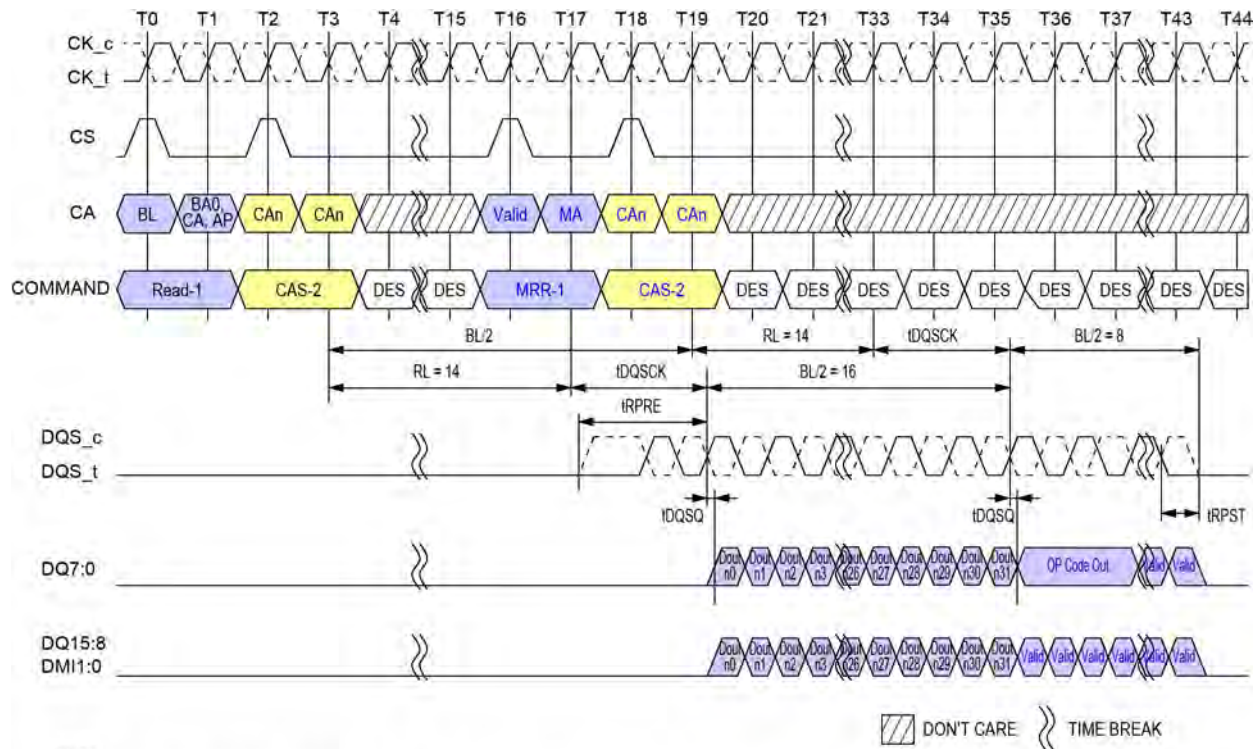 T0 T1 T2 T3 T4 T15 T16 T17 T18 T19 T20 T21 T33 T34 T35 T36 T37 T43 T44
CK_c
CK_t
CS
CA BL BA0, CA, AP CAn CAn Valid MA CAn CAn
COMMAND Read-1 CAS-2 DES DES MRR-1 CAS-2 DES DES DES DES DES DES DES DES DES
BL/2 RL = 14 tDQSCK BL/2 = 8
RL = 14 tDQSCK BL/2 = 16
tRPRE
DQS_c
DQS_t
tDQSQ tDQSQ tRPST
DQ7:0 Dout n0 Dout n1 Dout n2 Dout n3 Dout n26 Dout n27 Dout n28 Dout n29 Dout n30 Dout n31 OP Code Out Valid Valid
DQ15:8
DMI1:0 Dout n0 Dout n1 Dout n2 Dout n3 Dout n26 Dout n27 Dout n28 Dout n29 Dout n30 Dout n31 Valid Valid Valid Valid Valid Valid
DON'T CARE TIME BREAK